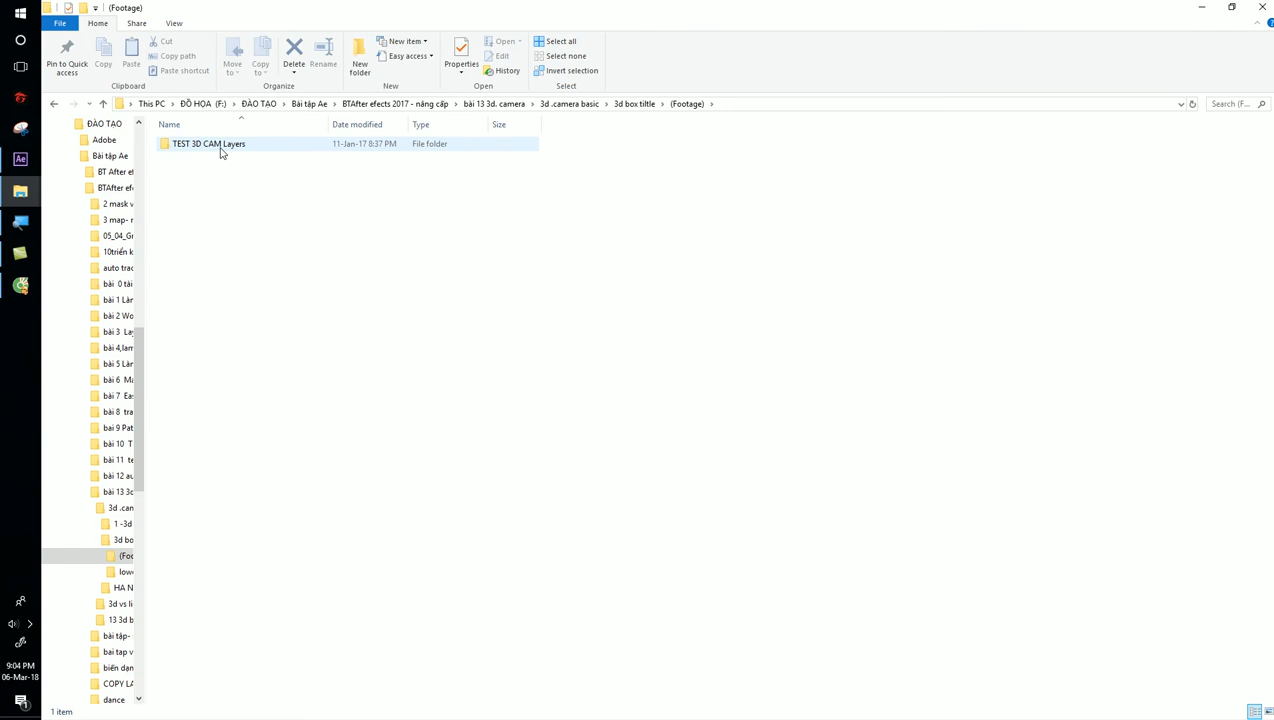 (Footage)
File Home Share View
Pin to Quick access
Copy
Paste
Cut
Copy path
Paste shortcut
Clipboard
Move to
Copy to
Delete
Rename
Organize
New folder
New item
Easy access
New
Properties
Open
Edit
History
Open
Select all
Select none
Invert selection
Select
This PC ĐỒ HỌA (F:) ĐÀO TẠO Bài tập Ae BTAfter efects 2017 - nâng cấp bài 13 3d. camera 3d .camera basic 3d box tiltle (Footage)
Search (F...
Name Date modified Type Size
TEST 3D CAM Layers 11-Jan-17 8:37 PM File folder
ĐÀO TẠO
Adobe
Bài tập Ae
BT After ef
BTAfter efe
2 mask v
3 map- r
05_04_Gr
10triển k
auto trac
bài 0 tài
bài 1 Làn
bài 2 Wo
bài 3 Lay
bài 4,lam
bài 5 Làn
bài 6 Ma
bài 7 Eas
bài 8 tra
bai 9 Pat
bài 10 T
bài 11 te
bài 12 au
bài 13 3d
3d .can
1 -3d
3d bo
(Foo
lowe
HA N
3d vs li
13 3d b
bài tập-
bai tap v
biến dạn
COPY LA
dance
Ae
9:04 PM
06-Mar-18
1 item